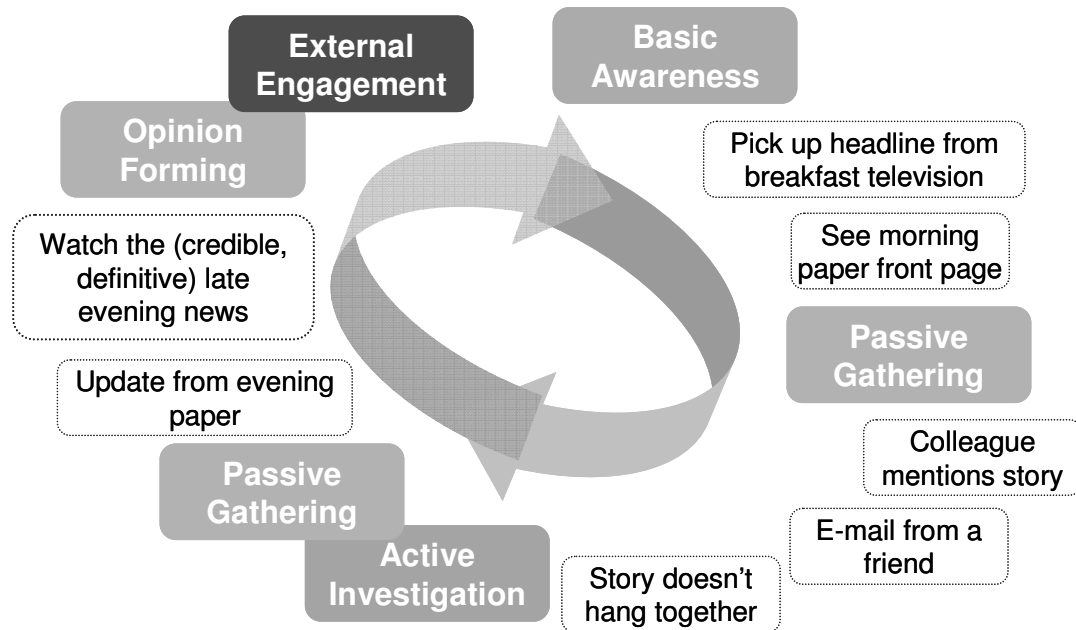 External
Engagement
Basic
Awareness
Opinion
Forming
Pick up headline from
breakfast television
See morning
paper front page
Watch the (credible,
definitive) late
evening news
Passive
Gathering
Update from evening
paper
Colleague
mentions story
Passive
Gathering
E-mail from a
friend
Active
Investigation
Story doesn't
hang together